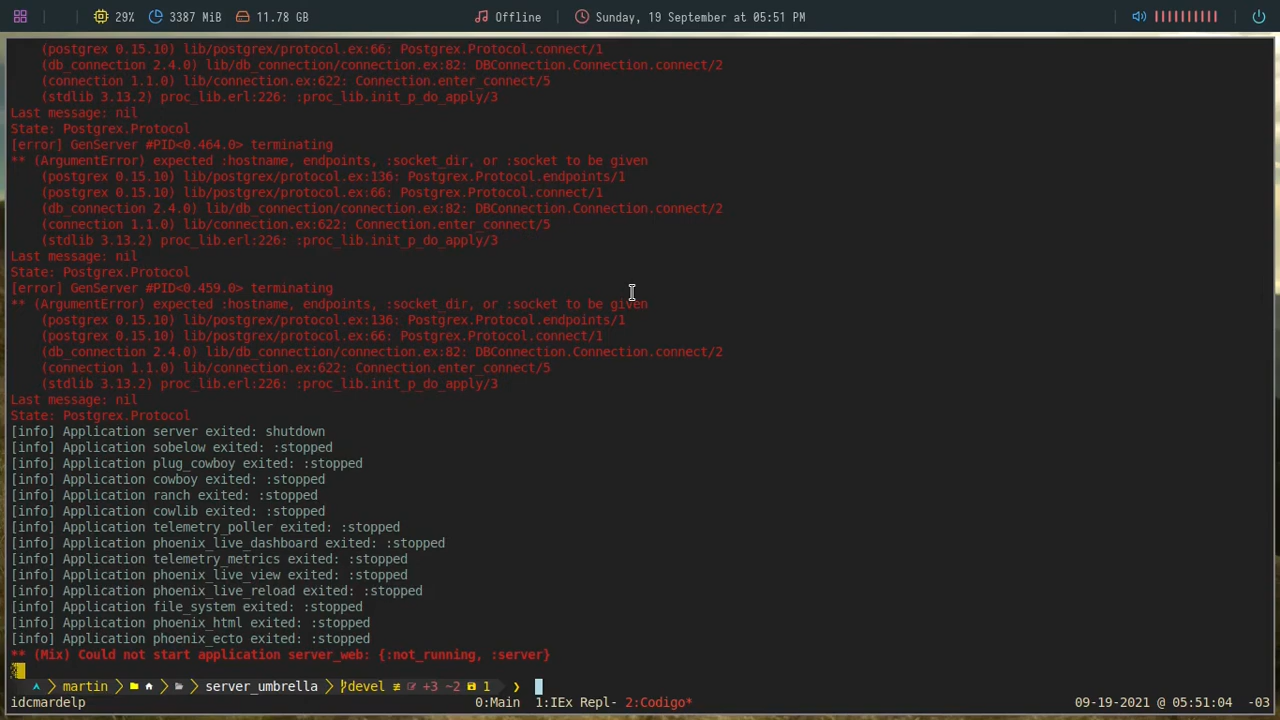 29% 3387 MiB 11.78 GB Offline Sunday, 19 September at 05:51 PM
(postgrex 0.15.10) lib/postgrex/protocol.ex:66: Postgrex.Protocol.connect/1
(db_connection 2.4.0) lib/db_connection/connection.ex:82: DBConnection.Connection.connect/2
(connection 1.1.0) lib/connection.ex:622: Connection.enter_connect/5
(stdlib 3.13.2) proc_lib.erl:226: :proc_lib.init_p_do_apply/3
Last message: nil
State: Postgrex.Protocol
[error] GenServer #PID<0.464.0> terminating
** (ArgumentError) expected :hostname, endpoints, :socket_dir, or :socket to be given
(postgrex 0.15.10) lib/postgrex/protocol.ex:136: Postgrex.Protocol.endpoints/1
(postgrex 0.15.10) lib/postgrex/protocol.ex:66: Postgrex.Protocol.connect/1
(db_connection 2.4.0) lib/db_connection/connection.ex:82: DBConnection.Connection.connect/2
(connection 1.1.0) lib/connection.ex:622: Connection.enter_connect/5
(stdlib 3.13.2) proc_lib.erl:226: :proc_lib.init_p_do_apply/3
Last message: nil
State: Postgrex.Protocol
[error] GenServer #PID<0.459.0> terminating
** (ArgumentError) expected :hostname, endpoints, :socket_dir, or :socket to be given
(postgrex 0.15.10) lib/postgrex/protocol.ex:136: Postgrex.Protocol.endpoints/1
(postgrex 0.15.10) lib/postgrex/protocol.ex:66: Postgrex.Protocol.connect/1
(db_connection 2.4.0) lib/db_connection/connection.ex:82: DBConnection.Connection.connect/2
(connection 1.1.0) lib/connection.ex:622: Connection.enter_connect/5
(stdlib 3.13.2) proc_lib.erl:226: :proc_lib.init_p_do_apply/3
Last message: nil
State: Postgrex.Protocol
[info] Application server exited: shutdown
[info] Application sobelow exited: :stopped
[info] Application plug_cowboy exited: :stopped
[info] Application cowboy exited: :stopped
[info] Application ranch exited: :stopped
[info] Application cowlib exited: :stopped
[info] Application telemetry_poller exited: :stopped
[info] Application phoenix_live_dashboard exited: :stopped
[info] Application telemetry_metrics exited: :stopped
[info] Application phoenix_live_view exited: :stopped
[info] Application phoenix_live_reload exited: :stopped
[info] Application file_system exited: :stopped
[info] Application phoenix_html exited: :stopped
[info] Application phoenix_ecto exited: :stopped
** (Mix) Could not start application server_web: {:not_running, :server}
martin server_umbrella devel ≢ +3 ~2 1 ❯
idcmardelp 0:Main 1:IEx Repl- 2:Codigo* 09-19-2021 @ 05:51:04 -03